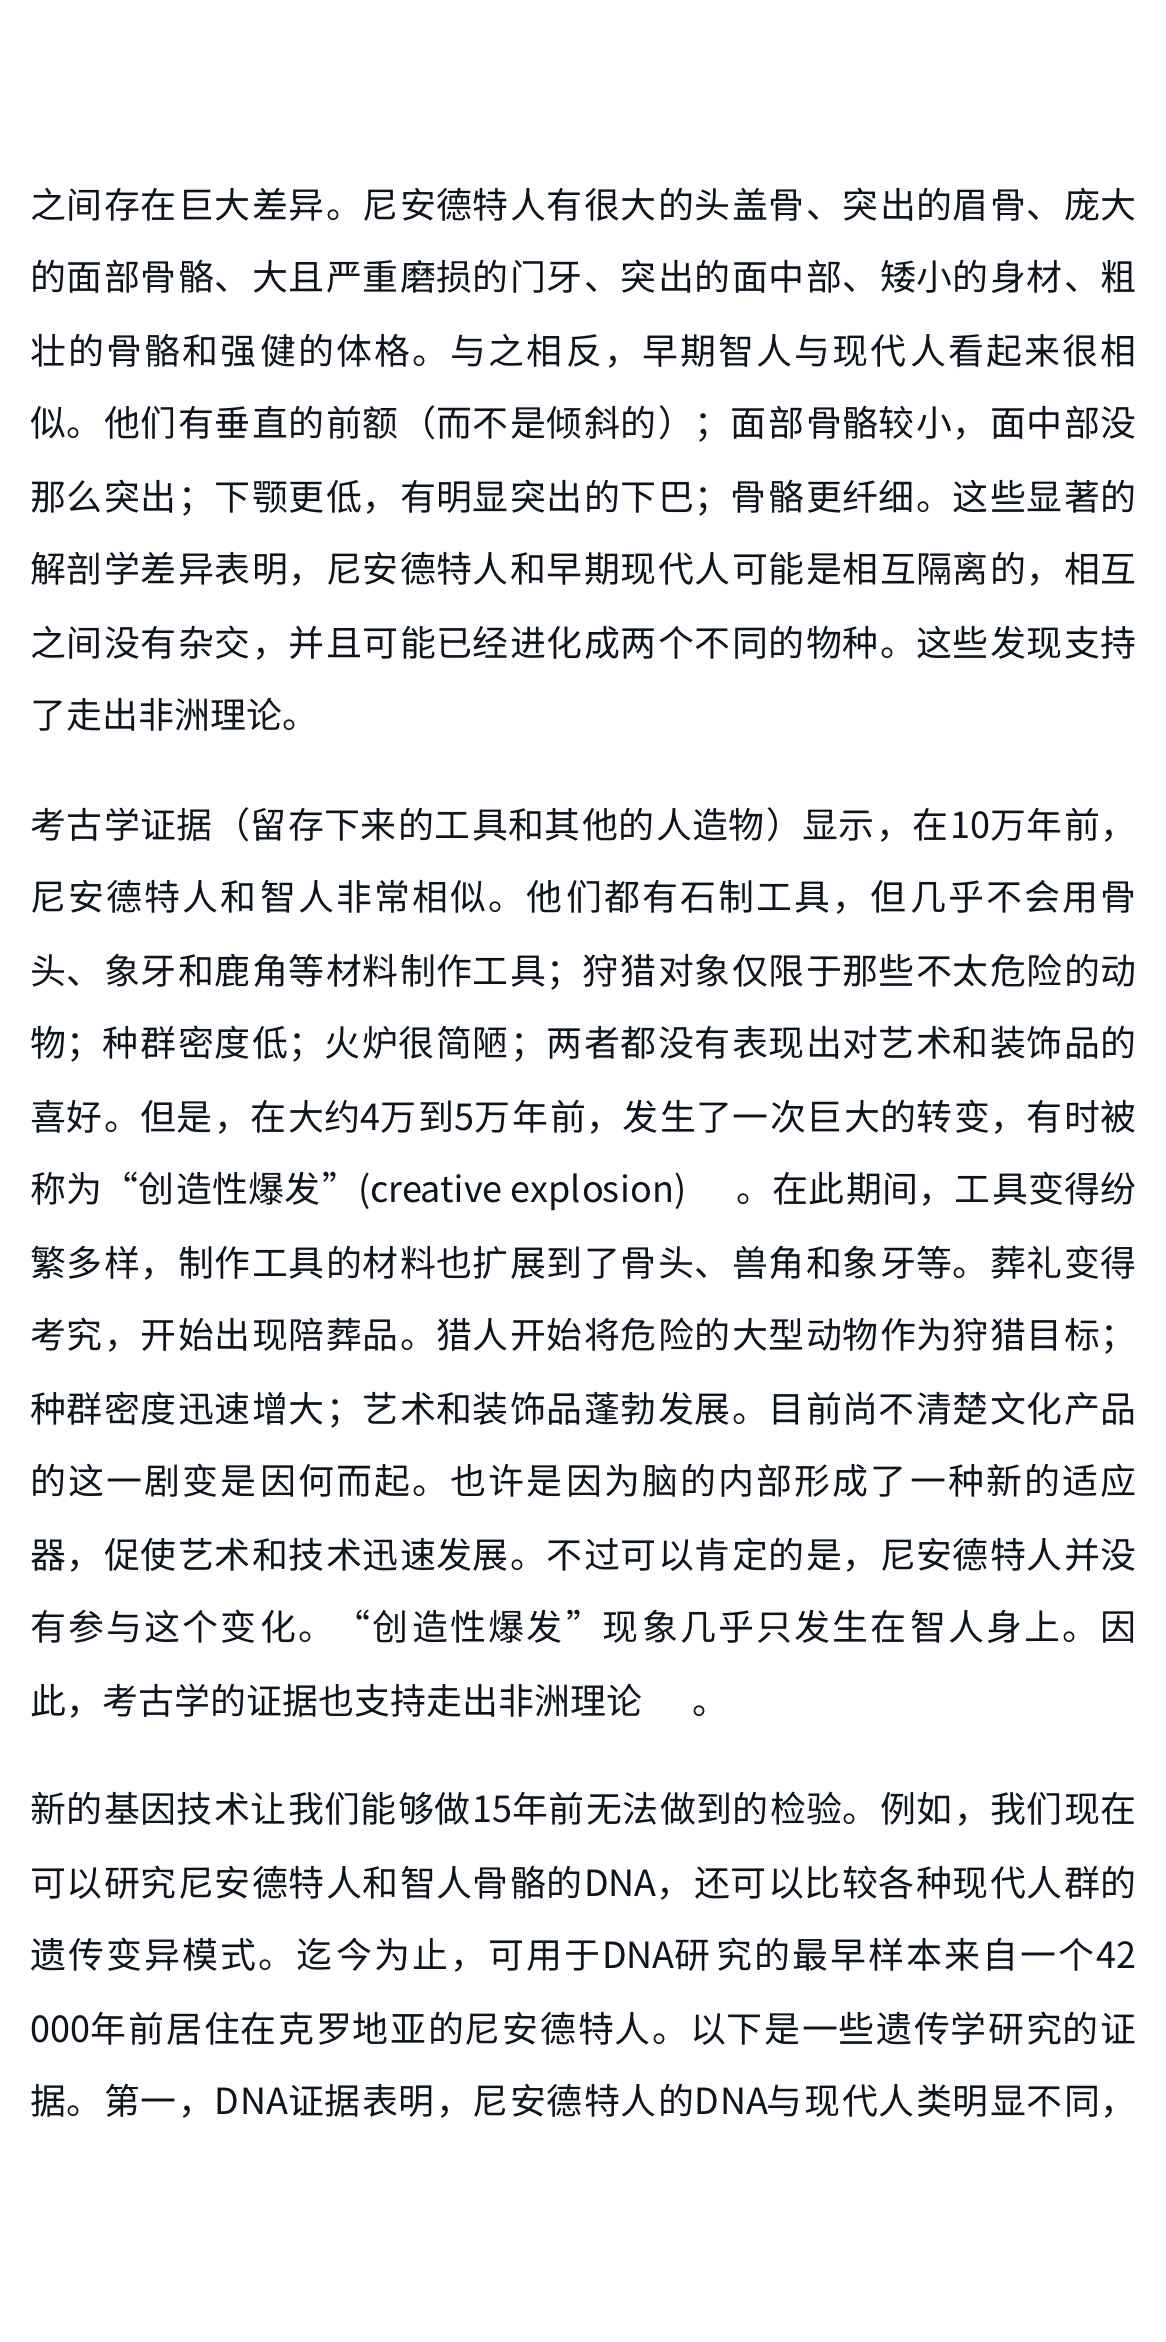 之间存在巨大差异。尼安德特人有很大的头盖骨、突出的眉骨、庞大
的面部骨骼、大且严重磨损的门牙、突出的面中部、矮小的身材、粗
壮的骨骼和强健的体格。与之相反，早期智人与现代人看起来很相
似。他们有垂直的前额（而不是倾斜的）；面部骨骼较小，面中部没
那么突出；下颚更低，有明显突出的下巴；骨骼更纤细。这些显著的
解剖学差异表明，尼安德特人和早期现代人可能是相互隔离的，相互
之间没有杂交，并且可能已经进化成两个不同的物种。这些发现支持
了走出非洲理论。
考古学证据（留存下来的工具和其他的人造物）显示，在10万年前，
尼安德特人和智人非常相似。他们都有石制工具，但几乎不会用骨
头、象牙和鹿角等材料制作工具；狩猎对象仅限于那些不太危险的动
物；种群密度低；火炉很简陋；两者都没有表现出对艺术和装饰品的
喜好。但是，在大约4万到5万年前，发生了一次巨大的转变，有时被
称为“创造性爆发”(creative explosion) 。在此期间，工具变得纷
繁多样，制作工具的材料也扩展到了骨头、兽角和象牙等。葬礼变得
考究，开始出现陪葬品。猎人开始将危险的大型动物作为狩猎目标；
种群密度迅速增大；艺术和装饰品蓬勃发展。目前尚不清楚文化产品
的这一剧变是因何而起。也许是因为脑的内部形成了一种新的适应
器，促使艺术和技术迅速发展。不过可以肯定的是，尼安德特人并没
有参与这个变化。“创造性爆发”现象几乎只发生在智人身上。因
此，考古学的证据也支持走出非洲理论 。
新的基因技术让我们能够做15年前无法做到的检验。例如，我们现在
可以研究尼安德特人和智人骨骼的DNA，还可以比较各种现代人群的
遗传变异模式。迄今为止，可用于DNA研究的最早样本来自一个42
000年前居住在克罗地亚的尼安德特人。以下是一些遗传学研究的证
据。第一，DNA证据表明，尼安德特人的DNA与现代人类明显不同，